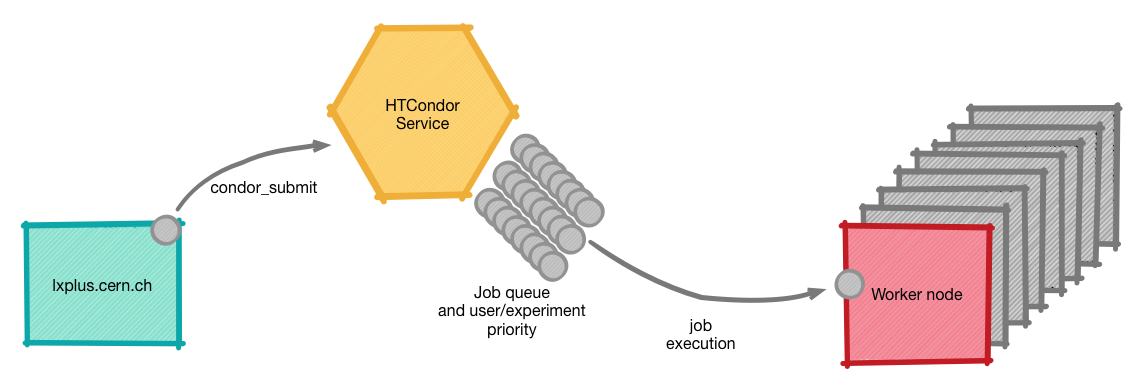 HTCondor
Service
condor_submit
lxplus.cern.ch
Job queue
and user/experiment
priority
job
execution
Worker node